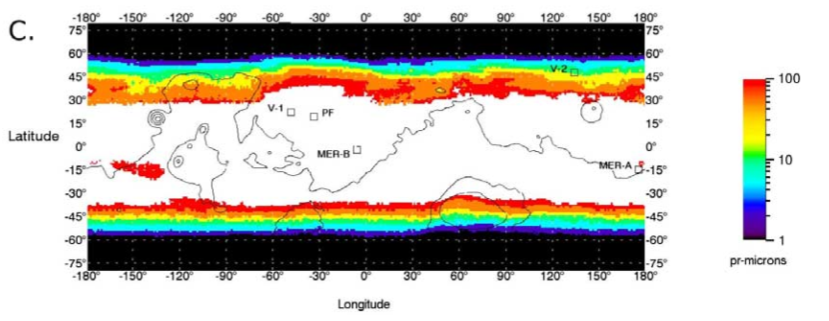 C.
-180° -150° -120° -90° -60° -30° 0° 30° 60° 90° 120° 150° 180°
75° 75°
60° 60°
V-2
45° 45°
30° 30°
V-1 PF
15° 15°
Latitude
0° 0°
MER-B
MER-A
-15° -15°
-30° -30°
-45° -45°
-60° -60°
-75° -75°
-180° -150° -120° -90° -60° -30° 0° 30° 60° 90° 120° 150° 180°
Longitude
100
10
1
pr-microns